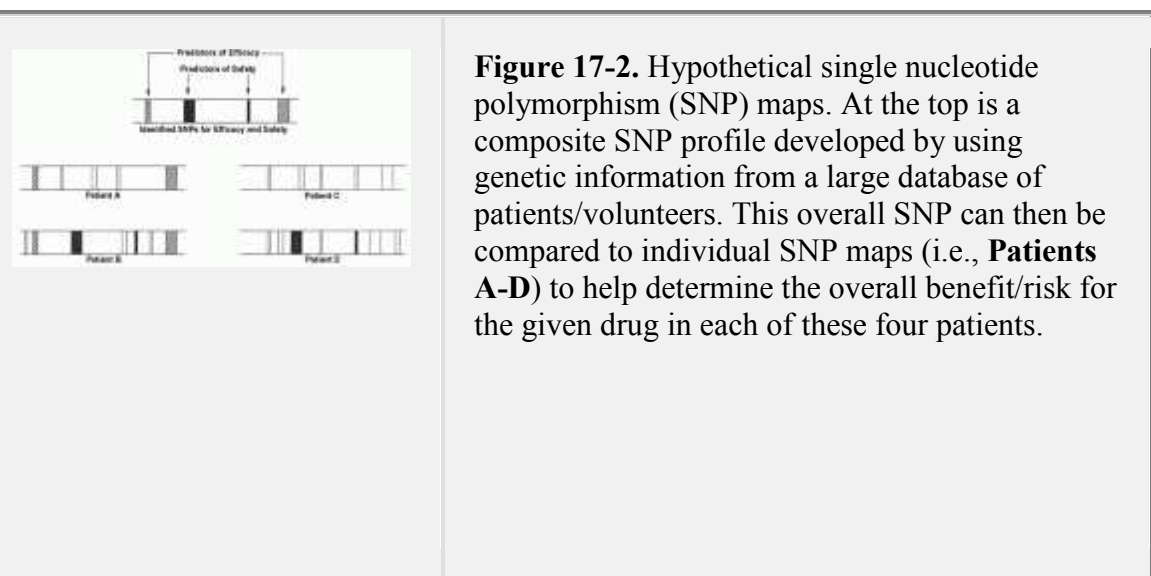 Predictors of Efficacy
Predictors of Safety
Identified SNPs for Efficacy and Safety
Patient A
Patient C
Patient B
Patient D
Figure 17-2. Hypothetical single nucleotide
polymorphism (SNP) maps. At the top is a
composite SNP profile developed by using
genetic information from a large database of
patients/volunteers. This overall SNP can then be
compared to individual SNP maps (i.e., Patients
A-D) to help determine the overall benefit/risk for
the given drug in each of these four patients.